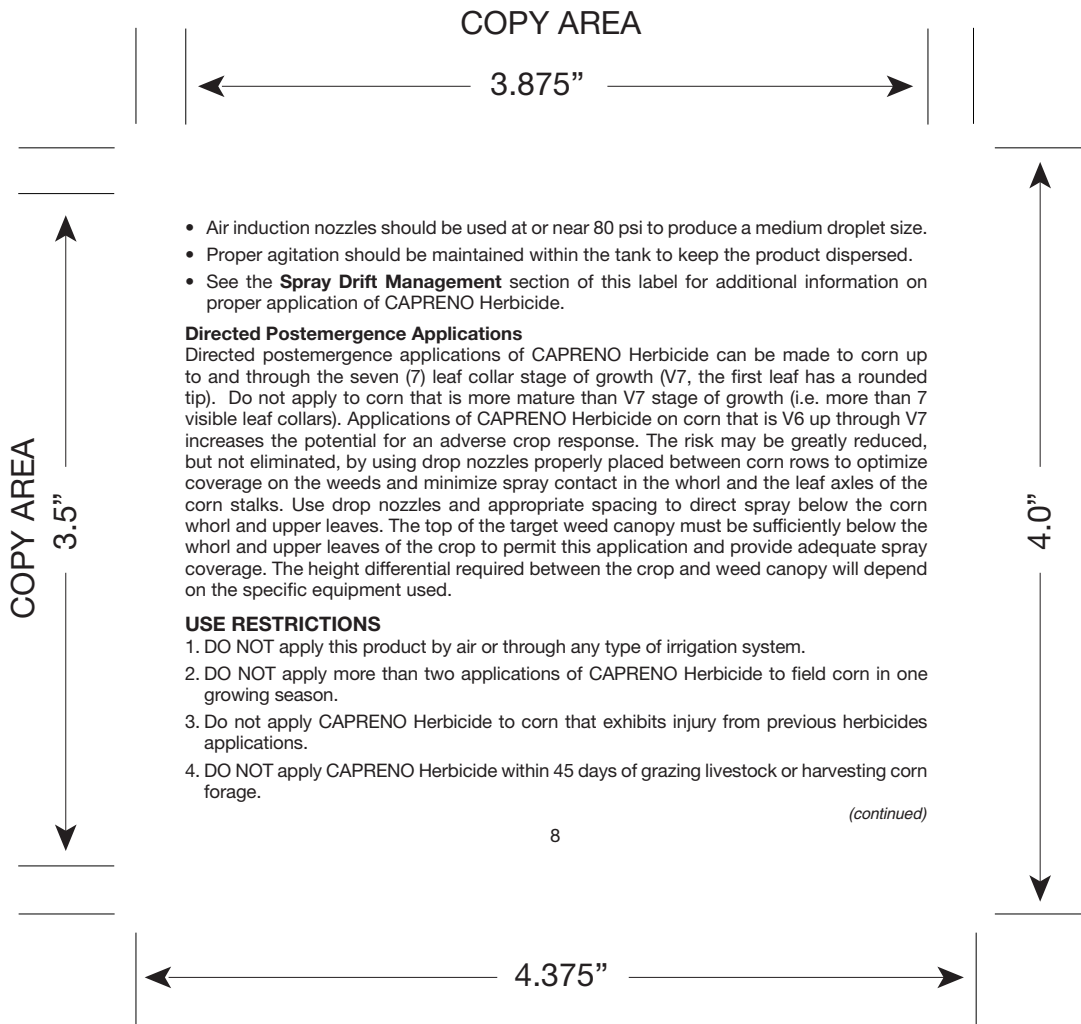 COPY AREA
3.875”
COPY AREA
3.5”
4.0”
• Air induction nozzles should be used at or near 80 psi to produce a medium droplet size.
• Proper agitation should be maintained within the tank to keep the product dispersed.
• See the Spray Drift Management section of this label for additional information on
proper application of CAPRENO Herbicide.
Directed Postemergence Applications
Directed postemergence applications of CAPRENO Herbicide can be made to corn up
to and through the seven (7) leaf collar stage of growth (V7, the first leaf has a rounded
tip). Do not apply to corn that is more mature than V7 stage of growth (i.e. more than 7
visible leaf collars). Applications of CAPRENO Herbicide on corn that is V6 up through V7
increases the potential for an adverse crop response. The risk may be greatly reduced,
but not eliminated, by using drop nozzles properly placed between corn rows to optimize
coverage on the weeds and minimize spray contact in the whorl and the leaf axles of the
corn stalks. Use drop nozzles and appropriate spacing to direct spray below the corn
whorl and upper leaves. The top of the target weed canopy must be sufficiently below the
whorl and upper leaves of the crop to permit this application and provide adequate spray
coverage. The height differential required between the crop and weed canopy will depend
on the specific equipment used.
USE RESTRICTIONS
1. DO NOT apply this product by air or through any type of irrigation system.
2. DO NOT apply more than two applications of CAPRENO Herbicide to field corn in one
growing season.
3. Do not apply CAPRENO Herbicide to corn that exhibits injury from previous herbicides
applications.
4. DO NOT apply CAPRENO Herbicide within 45 days of grazing livestock or harvesting corn
forage.
(continued)
8
4.375”